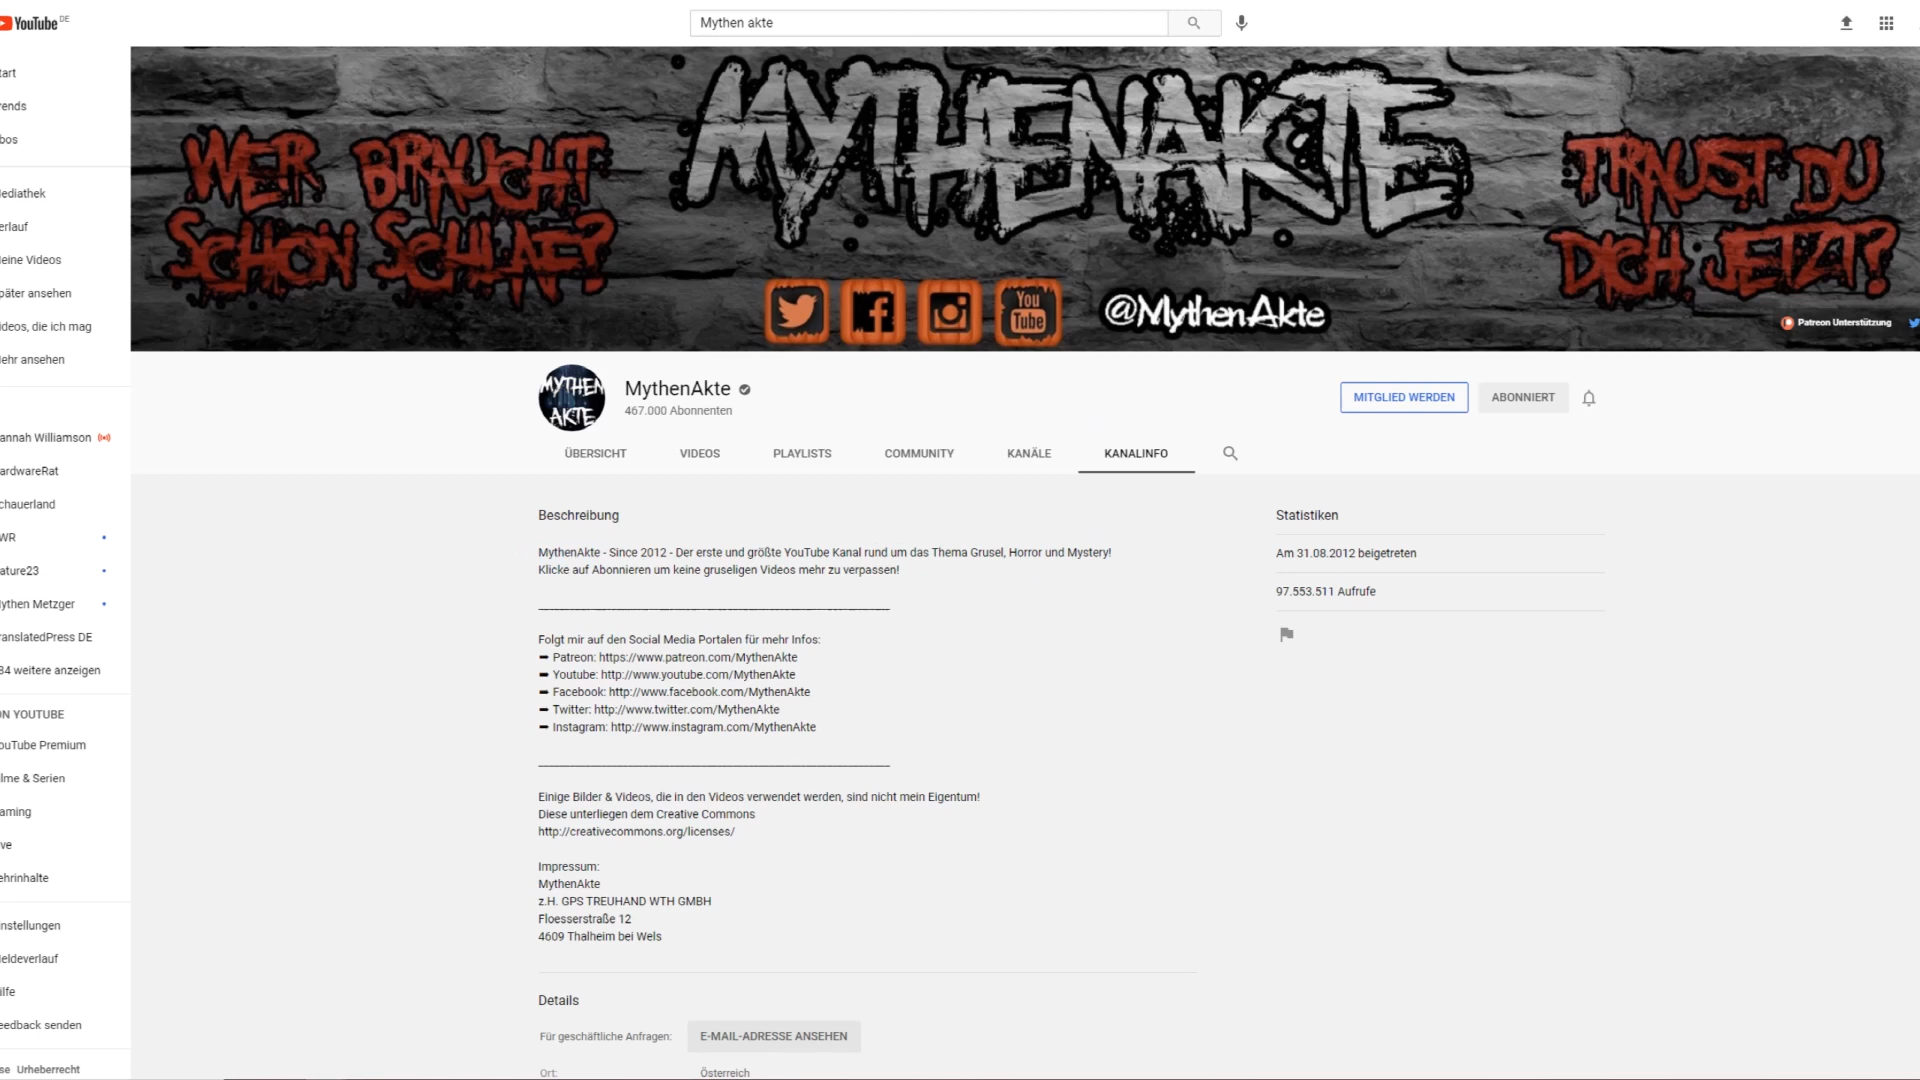 YouTube DE
Mythen akte
tart
rends
bos
ediathek
erlauf
eine Videos
päter ansehen
ideos, die ich mag
ehr ansehen
annah Williamson
ardwareRat
chauerland
WR
ature23
ythen Metzger
ranslatedPress DE
34 weitere anzeigen
ON YOUTUBE
ouTube Premium
lme & Serien
aming
ve
ehrinhalte
instellungen
eldeverlauf
ilfe
eedback senden
se Urheberrecht
WER BRAUCHT
SCHON SCHLAF?
MYTHENAKTE
TRAUST DU
DICH JETZT?
You
Tube
@MythenAkte
Patreon Unterstützung
MYTHEN
AKTE
MythenAkte
467.000 Abonnenten
MITGLIED WERDEN
ABONNIERT
ÜBERSICHT
VIDEOS
PLAYLISTS
COMMUNITY
KANÄLE
KANALINFO
Beschreibung
MythenAkte - Since 2012 - Der erste und größte YouTube Kanal rund um das Thema Grusel, Horror und Mystery!
Klicke auf Abonnieren um keine gruseligen Videos mehr zu verpassen!
Folgt mir auf den Social Media Portalen für mehr Infos:
➨ Patreon: https://www.patreon.com/MythenAkte
➨ Youtube: http://www.youtube.com/MythenAkte
➨ Facebook: http://www.facebook.com/MythenAkte
➨ Twitter: http://www.twitter.com/MythenAkte
➨ Instagram: http://www.instagram.com/MythenAkte
Einige Bilder & Videos, die in den Videos verwendet werden, sind nicht mein Eigentum!
Diese unterliegen dem Creative Commons
http://creativecommons.org/licenses/
Impressum:
MythenAkte
z.H. GPS TREUHAND WTH GMBH
Floesserstraße 12
4609 Thalheim bei Wels
Details
Für geschäftliche Anfragen:
E-MAIL-ADRESSE ANSEHEN
Ort:
Österreich
Statistiken
Am 31.08.2012 beigetreten
97.553.511 Aufrufe